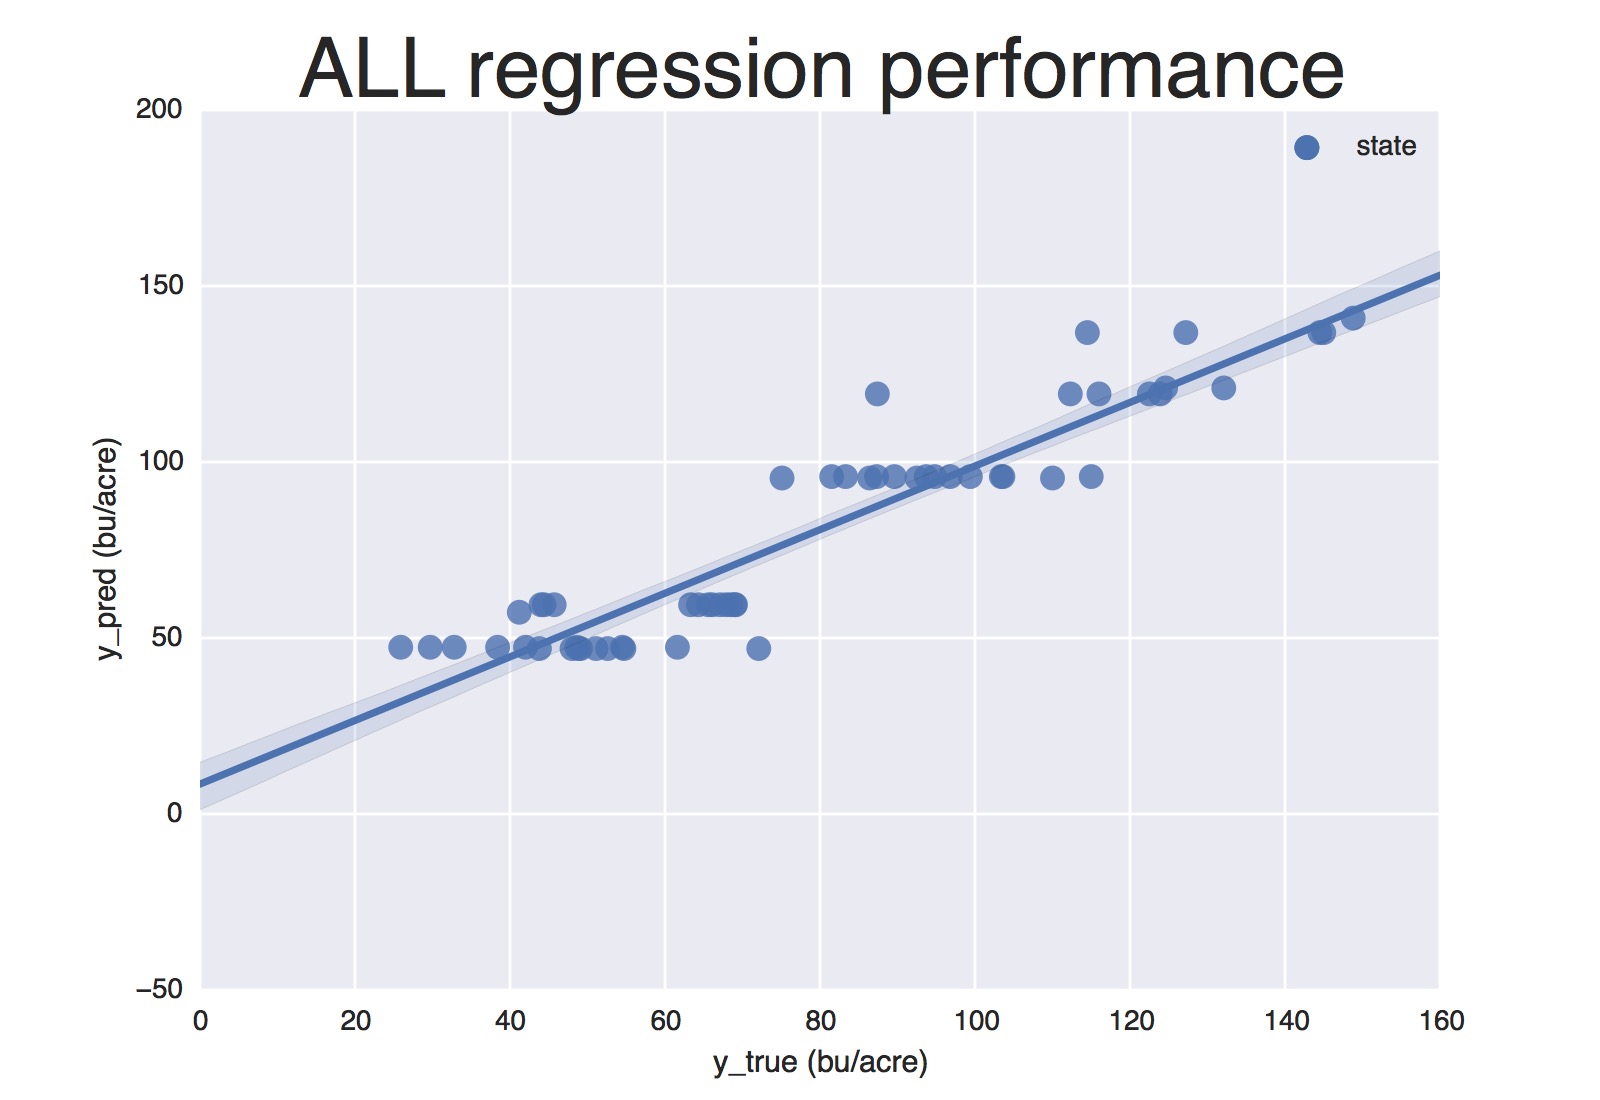 ALL regression performance
state
200
150
100
50
0
−50
y_pred (bu/acre)
0 20 40 60 80 100 120 140 160
y_true (bu/acre)